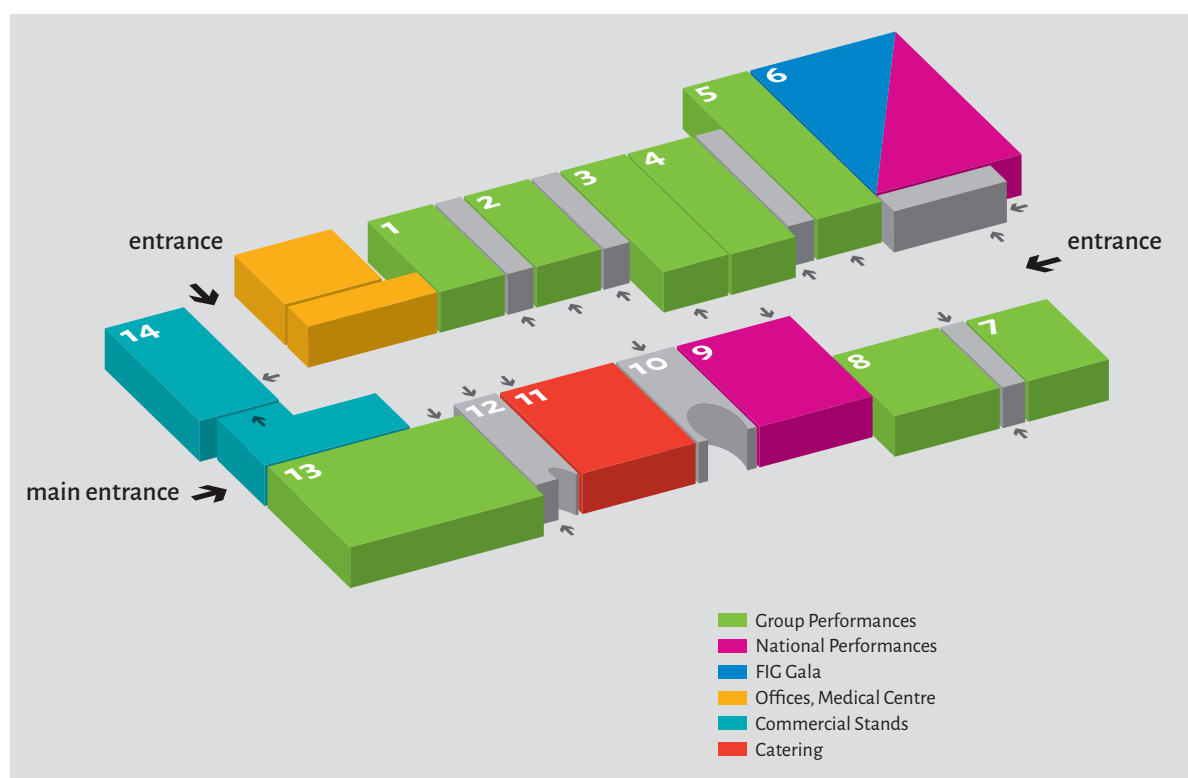 6
5
4
3
2
1
entrance
entrance
14
7
8
9
10
11
12
13
main entrance
Group Performances
National Performances
FIG Gala
Offices, Medical Centre
Commercial Stands
Catering